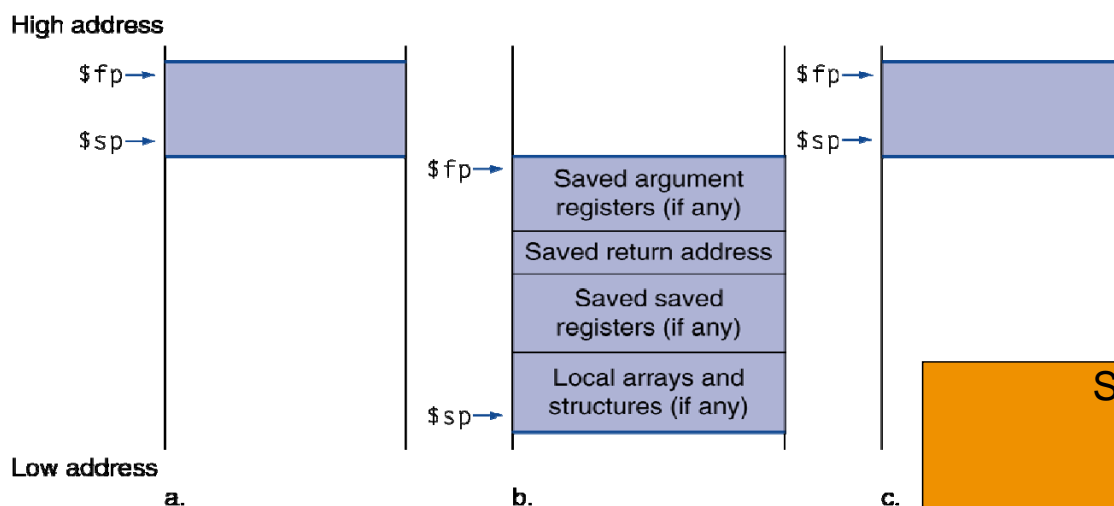 High address
$fp
$sp
$fp
Saved argument
registers (if any)
Saved return address
Saved saved
registers (if any)
Local arrays and
structures (if any)
$sp
$fp
$sp
S
Low address
a.
b.
c.